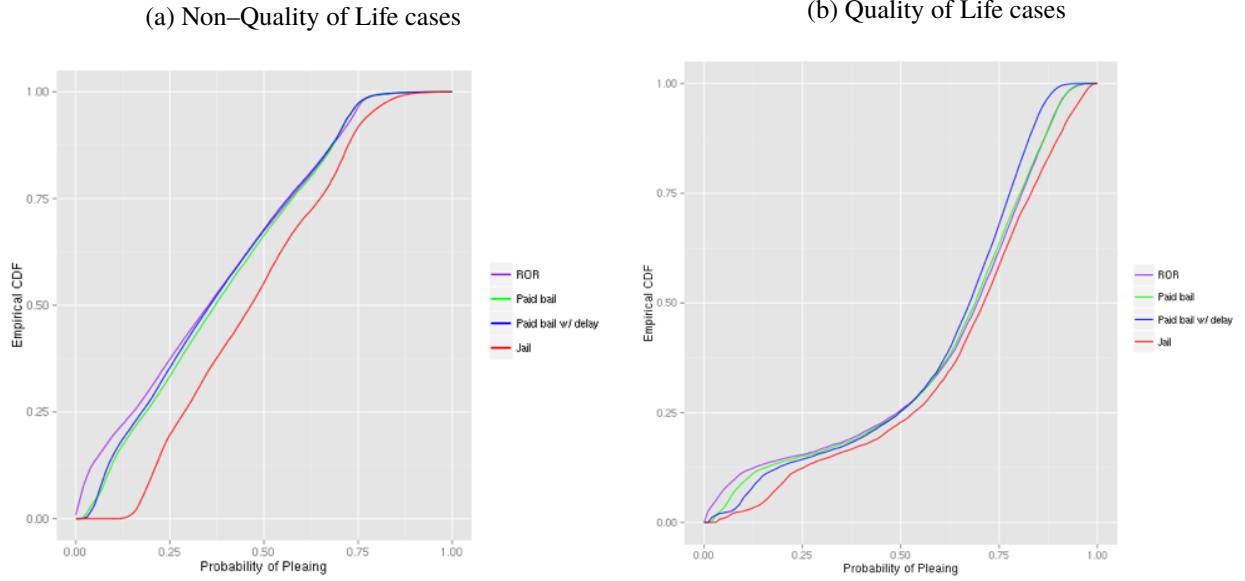 (a) Non–Quality of Life cases
1.00
0.75
0.50
0.25
0.00
Empirical CDF
0.00 0.25 0.50 0.75 1.00
Probability of Pleaing
ROR
Paid bail
Paid bail w/ delay
Jail
(b) Quality of Life cases
1.00
0.75
0.50
0.25
0.00
Empirical CDF
0.00 0.25 0.50 0.75 1.00
Probability of Pleaing
ROR
Paid bail
Paid bail w/ delay
Jail